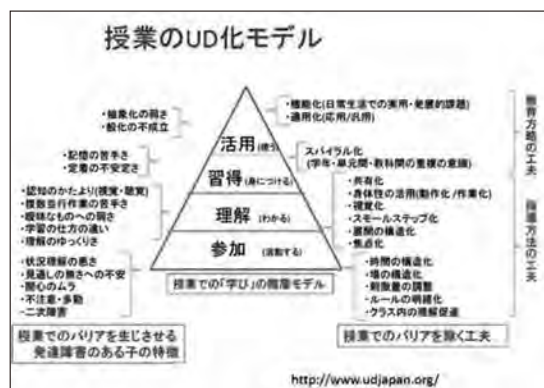 授業のUD化モデル
・抽象化の弱さ
・般化の不成立
・記憶の苦手さ
・定着の不安定さ
・認知のかたより(視覚・聴覚)
・複数並行作業の苦手さ
・曖昧なものへの弱さ
・学習の仕方の違い
・理解のゆっくりさ
・状況理解の悪さ
・見通しの無さへの不安
・関心のムラ
・不注意・多動
・二次障害
授業でのバリアを生じさせる
発達障害のある子の特徴
活用(使う)
習得(身につける)
理解(わかる)
参加(活動する)
授業での「学び」の階層モデル
・機能化(日常生活での実用・発展的課題)
・適用化(応用/汎用)
スパイラル化
(学年・単元間・教科間の重複の意識)
・共有化
・身体性の活用(動作化/作業化)
・視覚化
・スモールステップ化
・展開の構造化
・焦点化
・時間の構造化
・場の構造化
・刺激量の調整
・ルールの明確化
・クラス内の理解促進
授業でのバリアを除く工夫
教育方略の工夫
指導方法の工夫
http://www.udjapan.org/